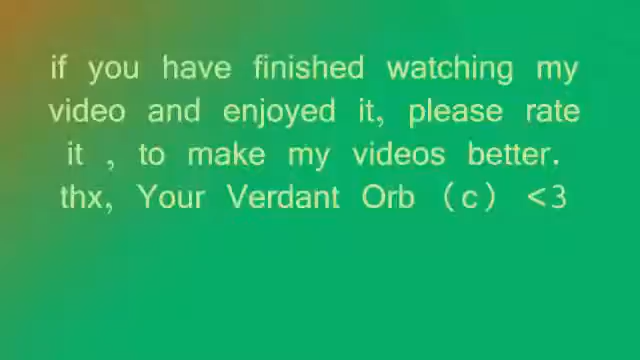 if you have finished watching my
video and enjoyed it, please rate
it , to make my videos better.
thx, Your Verdant Orb (c) <3